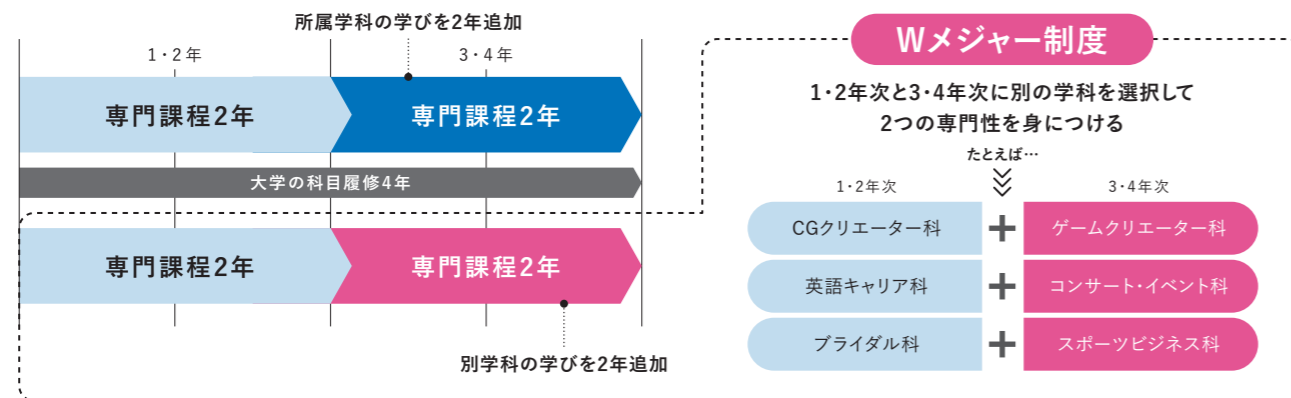 所属学科の学びを2年追加
1・2年
3・4年
専門課程2年
専門課程2年
大学の科目履修4年
専門課程2年
専門課程2年
別学科の学びを2年追加
Wメジャー制度
1・2年次と3・4年次に別の学科を選択して
2つの専門性を身につける
たとえば…
1・2年次
3・4年次
CGクリエーター科
+
ゲームクリエーター科
英語キャリア科
+
コンサート・イベント科
ブライダル科
+
スポーツビジネス科